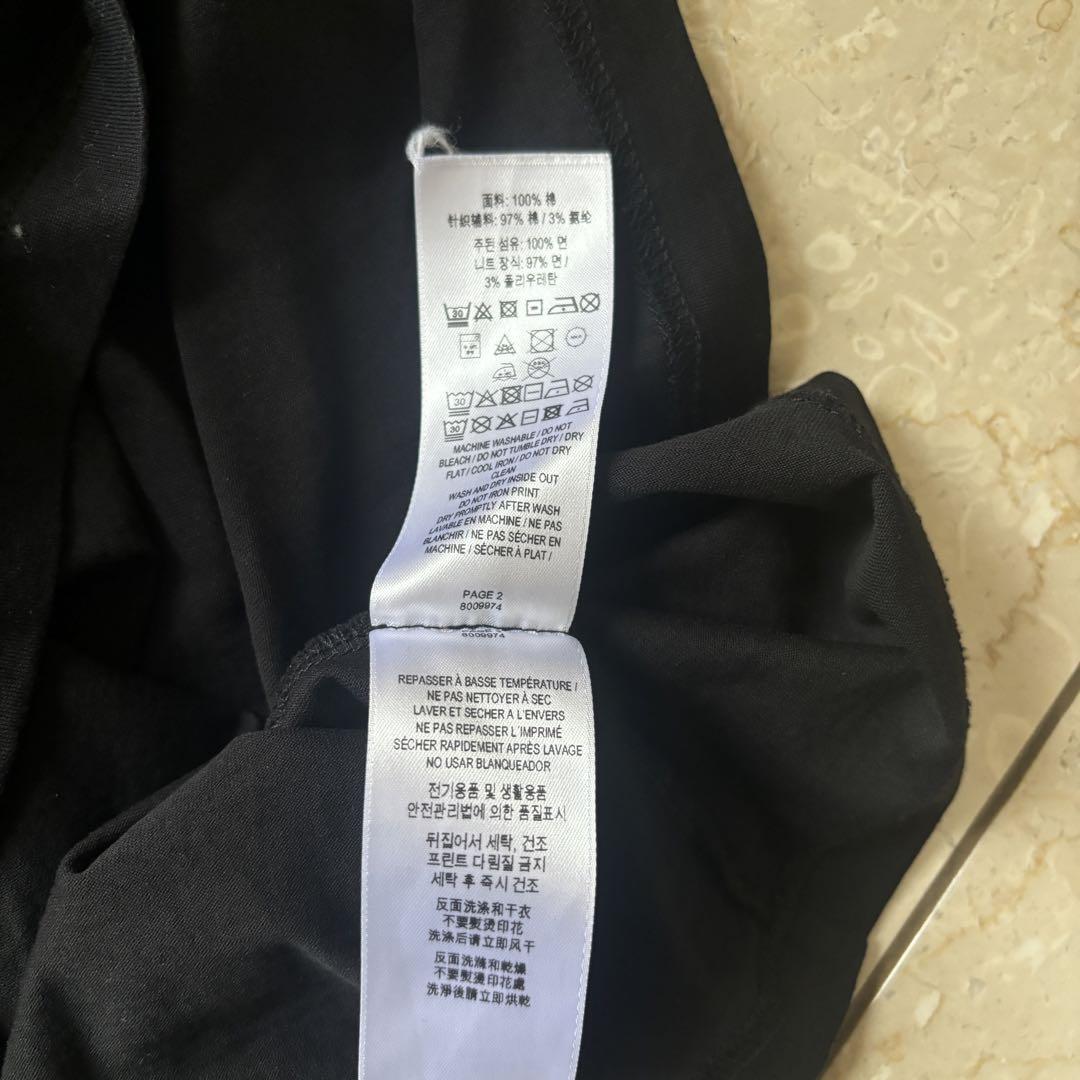 面料: 100% 棉
针织辅料: 97% 棉 / 3% 氨纶
주된 섬유: 100% 면
니트 장식: 97% 면 /
3% 폴리우레탄
30
30
30
MACHINE WASHABLE / DO NOT
BLEACH / DO NOT TUMBLE DRY / DRY
FLAT / COOL IRON / DO NOT DRY
CLEAN
WASH AND DRY INSIDE OUT
DO NOT IRON PRINT
DRY PROMPTLY AFTER WASH
LAVABLE EN MACHINE / NE PAS
BLANCHIR / NE PAS SÉCHER EN
MACHINE / SÉCHER À PLAT /
PAGE 2
8009974
8009974
REPASSER À BASSE TEMPÉRATURE /
NE PAS NETTOYER À SEC
LAVER ET SECHER A L'ENVERS
NE PAS REPASSER L'IMPRIMÉ
SÉCHER RAPIDEMENT APRÈS LAVAGE
NO USAR BLANQUEADOR
전기용품 및 생활용품
안전관리법에 의한 품질표시
뒤집어서 세탁, 건조
프린트 다림질 금지
세탁 후 즉시 건조
反面洗涤和干衣
不要熨烫印花
洗涤后请立即风干
反面洗滌和乾燥
不要熨燙印花處
洗淨後請立即烘乾